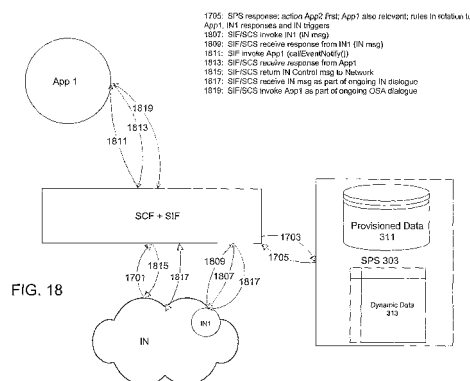 1705: SPS response: action App2 first; App1 also relevant; rules in relation to
App1, IN1 responses and IN triggers
1807: SIF/SCS invoke IN1 (IN msg)
1809: SIF/SCS receive response from IN1 (IN msg)
1811: SIF invoke App1 (callEventNotify())
1813: SIF/SCS receive response from App1
1815: SIF/SCS return IN Control msg to Network
1817: SIF/SCS receive IN msg as part of ongoing IN dialogue
1819: SIF/SCS Invoke App1 as part of ongoing OSA dialogue
App 1
1819
1813
1811
SCF + SIF
1703
1705
Provisioned Data
311
SPS 303
Dynamic Data
313
1809
1815
1807
1701
1817
1817
FIG. 18
IN1
IN